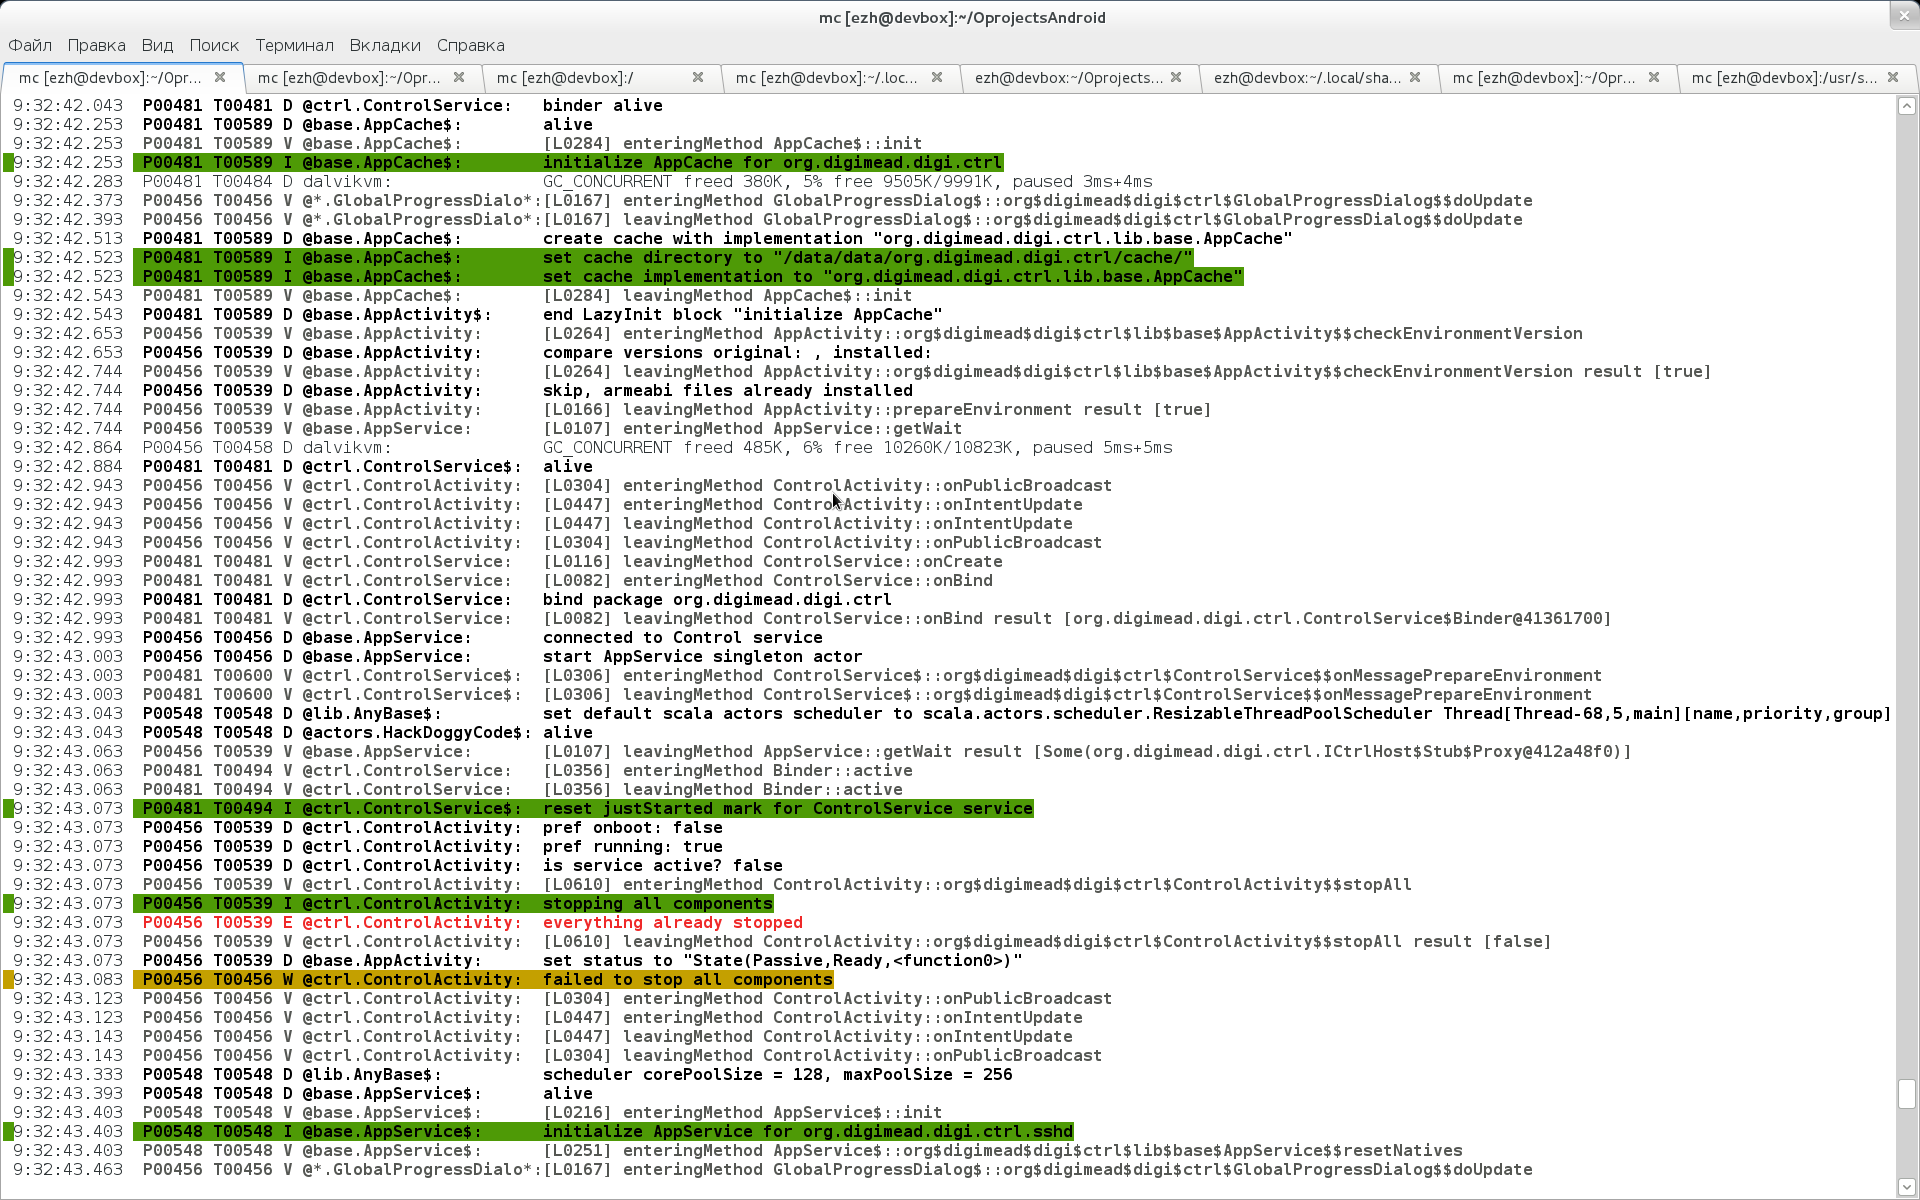 mc [ezh@devbox]:~/OprojectsAndroid
Файл Правка Вид Поиск Терминал Вкладки Справка
mc [ezh@devbox]:~/Opr... mc [ezh@devbox]:~/Opr... mc [ezh@devbox]:/ mc [ezh@devbox]:~/.loc... ezh@devbox:~/Oprojects... ezh@devbox:~/.local/sha... mc [ezh@devbox]:~/Opr... mc [ezh@devbox]:/usr/s...
9:32:42.043 P00481 T00481 D @ctrl.ControlService: binder alive
9:32:42.253 P00481 T00589 D @base.AppCache$: alive
9:32:42.253 P00481 T00589 V @base.AppCache$: [L0284] enteringMethod AppCache$::init
9:32:42.253 P00481 T00589 I @base.AppCache$: initialize AppCache for org.digimead.digi.ctrl
9:32:42.283 P00481 T00484 D dalvikvm: GC_CONCURRENT freed 380K, 5% free 9505K/9991K, paused 3ms+4ms
9:32:42.373 P00456 T00456 V @*.GlobalProgressDialo*:[L0167] enteringMethod GlobalProgressDialog$::org$digimead$digi$ctrl$GlobalProgressDialog$$doUpdate
9:32:42.393 P00456 T00456 V @*.GlobalProgressDialo*:[L0167] leavingMethod GlobalProgressDialog$::org$digimead$digi$ctrl$GlobalProgressDialog$$doUpdate
9:32:42.513 P00481 T00589 D @base.AppCache$: create cache with implementation "org.digimead.digi.ctrl.lib.base.AppCache"
9:32:42.523 P00481 T00589 I @base.AppCache$: set cache directory to "/data/data/org.digimead.digi.ctrl/cache/"
9:32:42.523 P00481 T00589 I @base.AppCache$: set cache implementation to "org.digimead.digi.ctrl.lib.base.AppCache"
9:32:42.543 P00481 T00589 V @base.AppCache$: [L0284] leavingMethod AppCache$::init
9:32:42.543 P00481 T00589 D @base.AppActivity$: end LazyInit block "initialize AppCache"
9:32:42.653 P00456 T00539 V @base.AppActivity: [L0264] enteringMethod AppActivity::org$digimead$digi$ctrl$lib$base$AppActivity$$checkEnvironmentVersion
9:32:42.653 P00456 T00539 D @base.AppActivity: compare versions original: , installed:
9:32:42.744 P00456 T00539 V @base.AppActivity: [L0264] leavingMethod AppActivity::org$digimead$digi$ctrl$lib$base$AppActivity$$checkEnvironmentVersion result [true]
9:32:42.744 P00456 T00539 D @base.AppActivity: skip, armeabi files already installed
9:32:42.744 P00456 T00539 V @base.AppActivity: [L0166] leavingMethod AppActivity::prepareEnvironment result [true]
9:32:42.744 P00456 T00539 V @base.AppService: [L0107] enteringMethod AppService::getWait
9:32:42.864 P00456 T00458 D dalvikvm: GC_CONCURRENT freed 485K, 6% free 10260K/10823K, paused 5ms+5ms
9:32:42.884 P00481 T00481 D @ctrl.ControlService$: alive
9:32:42.943 P00456 T00456 V @ctrl.ControlActivity: [L0304] enteringMethod ControlActivity::onPublicBroadcast
9:32:42.943 P00456 T00456 V @ctrl.ControlActivity: [L0447] enteringMethod ControlActivity::onIntentUpdate
9:32:42.943 P00456 T00456 V @ctrl.ControlActivity: [L0447] leavingMethod ControlActivity::onIntentUpdate
9:32:42.943 P00456 T00456 V @ctrl.ControlActivity: [L0304] leavingMethod ControlActivity::onPublicBroadcast
9:32:42.993 P00481 T00481 V @ctrl.ControlService: [L0116] leavingMethod ControlService::onCreate
9:32:42.993 P00481 T00481 V @ctrl.ControlService: [L0082] enteringMethod ControlService::onBind
9:32:42.993 P00481 T00481 D @ctrl.ControlService: bind package org.digimead.digi.ctrl
9:32:42.993 P00481 T00481 V @ctrl.ControlService: [L0082] leavingMethod ControlService::onBind result [org.digimead.digi.ctrl.ControlService$Binder@41361700]
9:32:42.993 P00456 T00456 D @base.AppService: connected to Control service
9:32:43.003 P00456 T00456 D @base.AppService: start AppService singleton actor
9:32:43.003 P00481 T00600 V @ctrl.ControlService$: [L0306] enteringMethod ControlService$::org$digimead$digi$ctrl$ControlService$$onMessagePrepareEnvironment
9:32:43.003 P00481 T00600 V @ctrl.ControlService$: [L0306] leavingMethod ControlService$::org$digimead$digi$ctrl$ControlService$$onMessagePrepareEnvironment
9:32:43.043 P00548 T00548 D @lib.AnyBase$: set default scala actors scheduler to scala.actors.scheduler.ResizableThreadPoolScheduler Thread[Thread-68,5,main][name,priority,group]
9:32:43.043 P00548 T00548 D @actors.HackDoggyCode$: alive
9:32:43.063 P00456 T00539 V @base.AppService: [L0107] leavingMethod AppService::getWait result [Some(org.digimead.digi.ctrl.ICtrlHost$Stub$Proxy@412a48f0)]
9:32:43.063 P00481 T00494 V @ctrl.ControlService: [L0356] enteringMethod Binder::active
9:32:43.063 P00481 T00494 V @ctrl.ControlService: [L0356] leavingMethod Binder::active
9:32:43.073 P00481 T00494 I @ctrl.ControlService$: reset justStarted mark for ControlService service
9:32:43.073 P00456 T00539 D @ctrl.ControlActivity: pref onboot: false
9:32:43.073 P00456 T00539 D @ctrl.ControlActivity: pref running: true
9:32:43.073 P00456 T00539 D @ctrl.ControlActivity: is service active? false
9:32:43.073 P00456 T00539 V @ctrl.ControlActivity: [L0610] enteringMethod ControlActivity::org$digimead$digi$ctrl$ControlActivity$$stopAll
9:32:43.073 P00456 T00539 I @ctrl.ControlActivity: stopping all components
9:32:43.073 P00456 T00539 E @ctrl.ControlActivity: everything already stopped
9:32:43.073 P00456 T00539 V @ctrl.ControlActivity: [L0610] leavingMethod ControlActivity::org$digimead$digi$ctrl$ControlActivity$$stopAll result [false]
9:32:43.073 P00456 T00539 D @base.AppActivity: set status to "State(Passive,Ready,<function0>)"
9:32:43.083 P00456 T00456 W @ctrl.ControlActivity: failed to stop all components
9:32:43.123 P00456 T00456 V @ctrl.ControlActivity: [L0304] enteringMethod ControlActivity::onPublicBroadcast
9:32:43.123 P00456 T00456 V @ctrl.ControlActivity: [L0447] enteringMethod ControlActivity::onIntentUpdate
9:32:43.143 P00456 T00456 V @ctrl.ControlActivity: [L0447] leavingMethod ControlActivity::onIntentUpdate
9:32:43.143 P00456 T00456 V @ctrl.ControlActivity: [L0304] leavingMethod ControlActivity::onPublicBroadcast
9:32:43.333 P00548 T00548 D @lib.AnyBase$: scheduler corePoolSize = 128, maxPoolSize = 256
9:32:43.393 P00548 T00548 D @base.AppService$: alive
9:32:43.403 P00548 T00548 V @base.AppService$: [L0216] enteringMethod AppService$::init
9:32:43.403 P00548 T00548 I @base.AppService$: initialize AppService for org.digimead.digi.ctrl.sshd
9:32:43.403 P00548 T00548 V @base.AppService$: [L0251] enteringMethod AppService$::org$digimead$digi$ctrl$lib$base$AppService$$resetNatives
9:32:43.463 P00456 T00456 V @*.GlobalProgressDialo*:[L0167] enteringMethod GlobalProgressDialog$::org$digimead$digi$ctrl$GlobalProgressDialog$$doUpdate